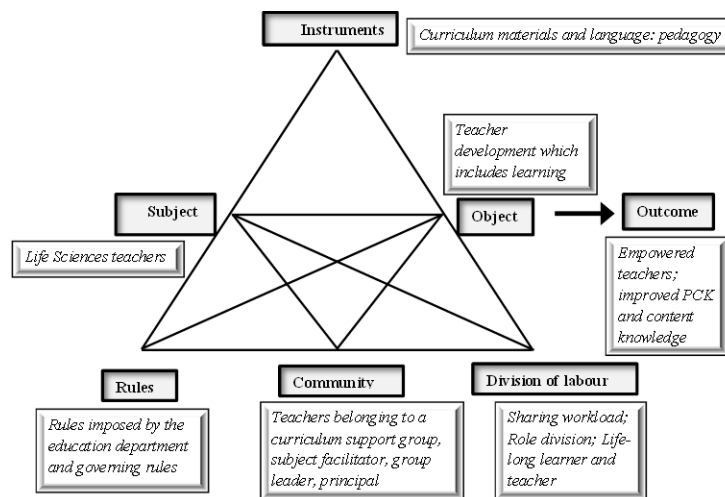 Instruments
Curriculum materials and language: pedagogy
Teacher
development which
includes learning
Subject
Object
Outcome
Life Sciences teachers
Empowered
teachers;
improved PCK
and content
knowledge
Rules
Community
Division of labour
Rules imposed by the
education department
and governing rules
Teachers belonging to a
curriculum support group,
subject facilitator, group
leader, principal
Sharing workload;
Role division; Life-
long learner and
teacher